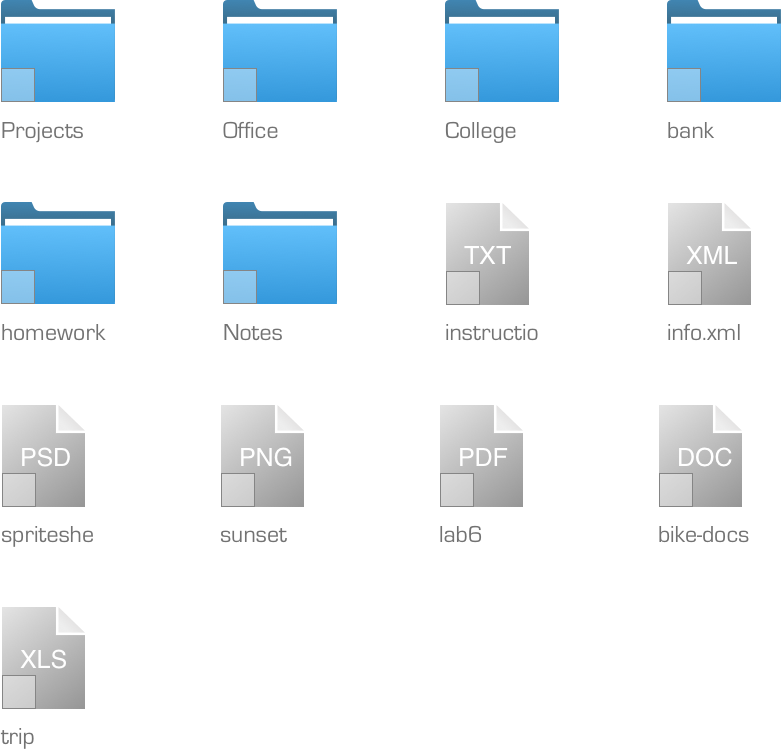 Projects
Office
College
bank
homework
Notes
TXT
instructio
XML
info.xml
PSD
spriteshe
PNG
sunset
PDF
lab6
DOC
bike-docs
XLS
trip